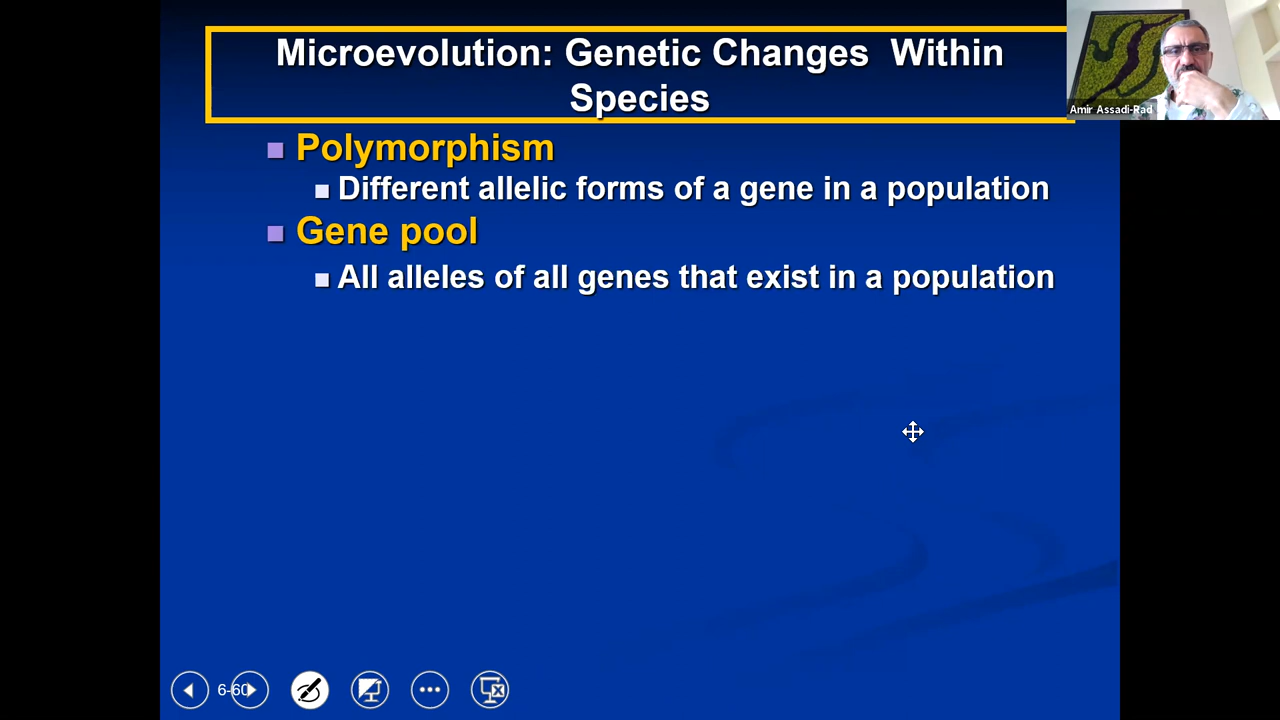 Microevolution: Genetic Changes Within
Species
Amir Assadi-Rad
Polymorphism
Different allelic forms of a gene in a population
Gene pool
All alleles of all genes that exist in a population
6-60